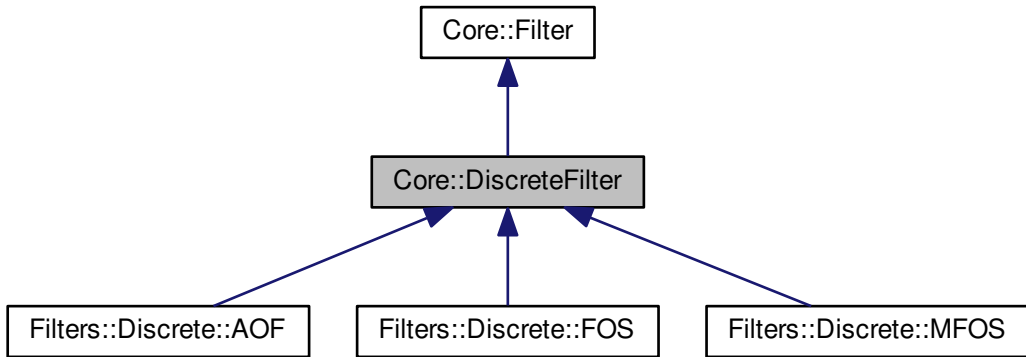 Core::Filter
Core::DiscreteFilter
Filters::Discrete::AOF
Filters::Discrete::FOS
Filters::Discrete::MFOS